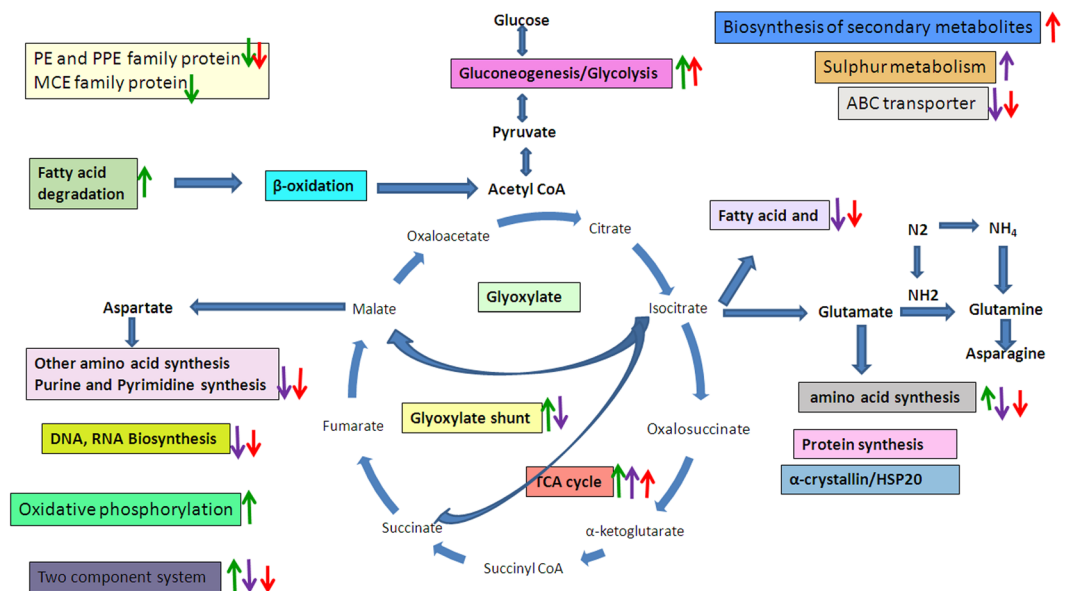 Glucose
Biosynthesis of secondary metabolites
PE and PPE family protein
MCE family protein
Gluconeogenesis/Glycolysis
Sulphur metabolism
ABC transporter
Pyruvate
Fatty acid
degradation
β-oxidation
Acetyl CoA
Fatty acid and
Oxaloacetate
Citrate
N2
NH4
Glyoxylate
NH2
Aspartate
Malate
Isocitrate
Glutamate
Glutamine
Asparagine
Other amino acid synthesis
Purine and Pyrimidine synthesis
amino acid synthesis
Glyoxylate shunt
Fumarate
Oxalosuccinate
DNA, RNA Biosynthesis
Protein synthesis
TCA cycle
α-crystallin/HSP20
Oxidative phosphorylation
Succinate
α-ketoglutarate
Succinyl CoA
Two component system